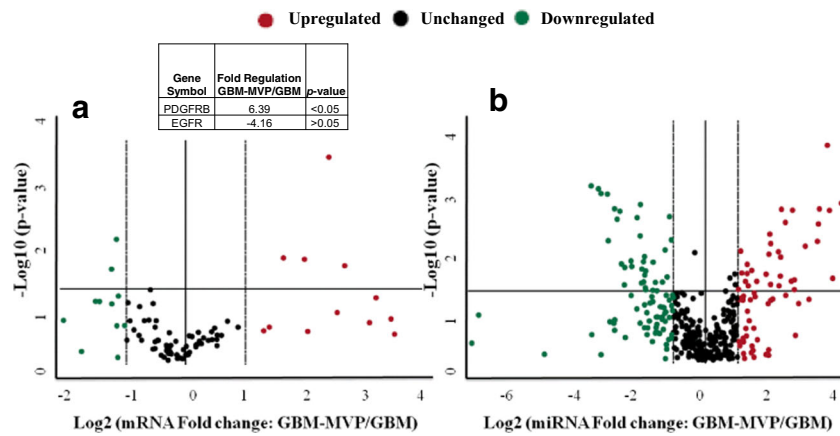 Upregulated Unchanged Downregulated
a
Gene Symbol Fold Regulation GBM-MVP/GBM p-value
PDGFRB 6.39 <0.05
EGFR -4.16 >0.05
-Log10 (p-value)
4
3
2
1
0
-2 -1 0 1 2 3 4
Log2 (mRNA Fold change: GBM-MVP/GBM)
b
-Log10 (p-value)
4
3
2
1
0
-6 -4 -2 0 2 4
Log2 (miRNA Fold change: GBM-MVP/GBM)